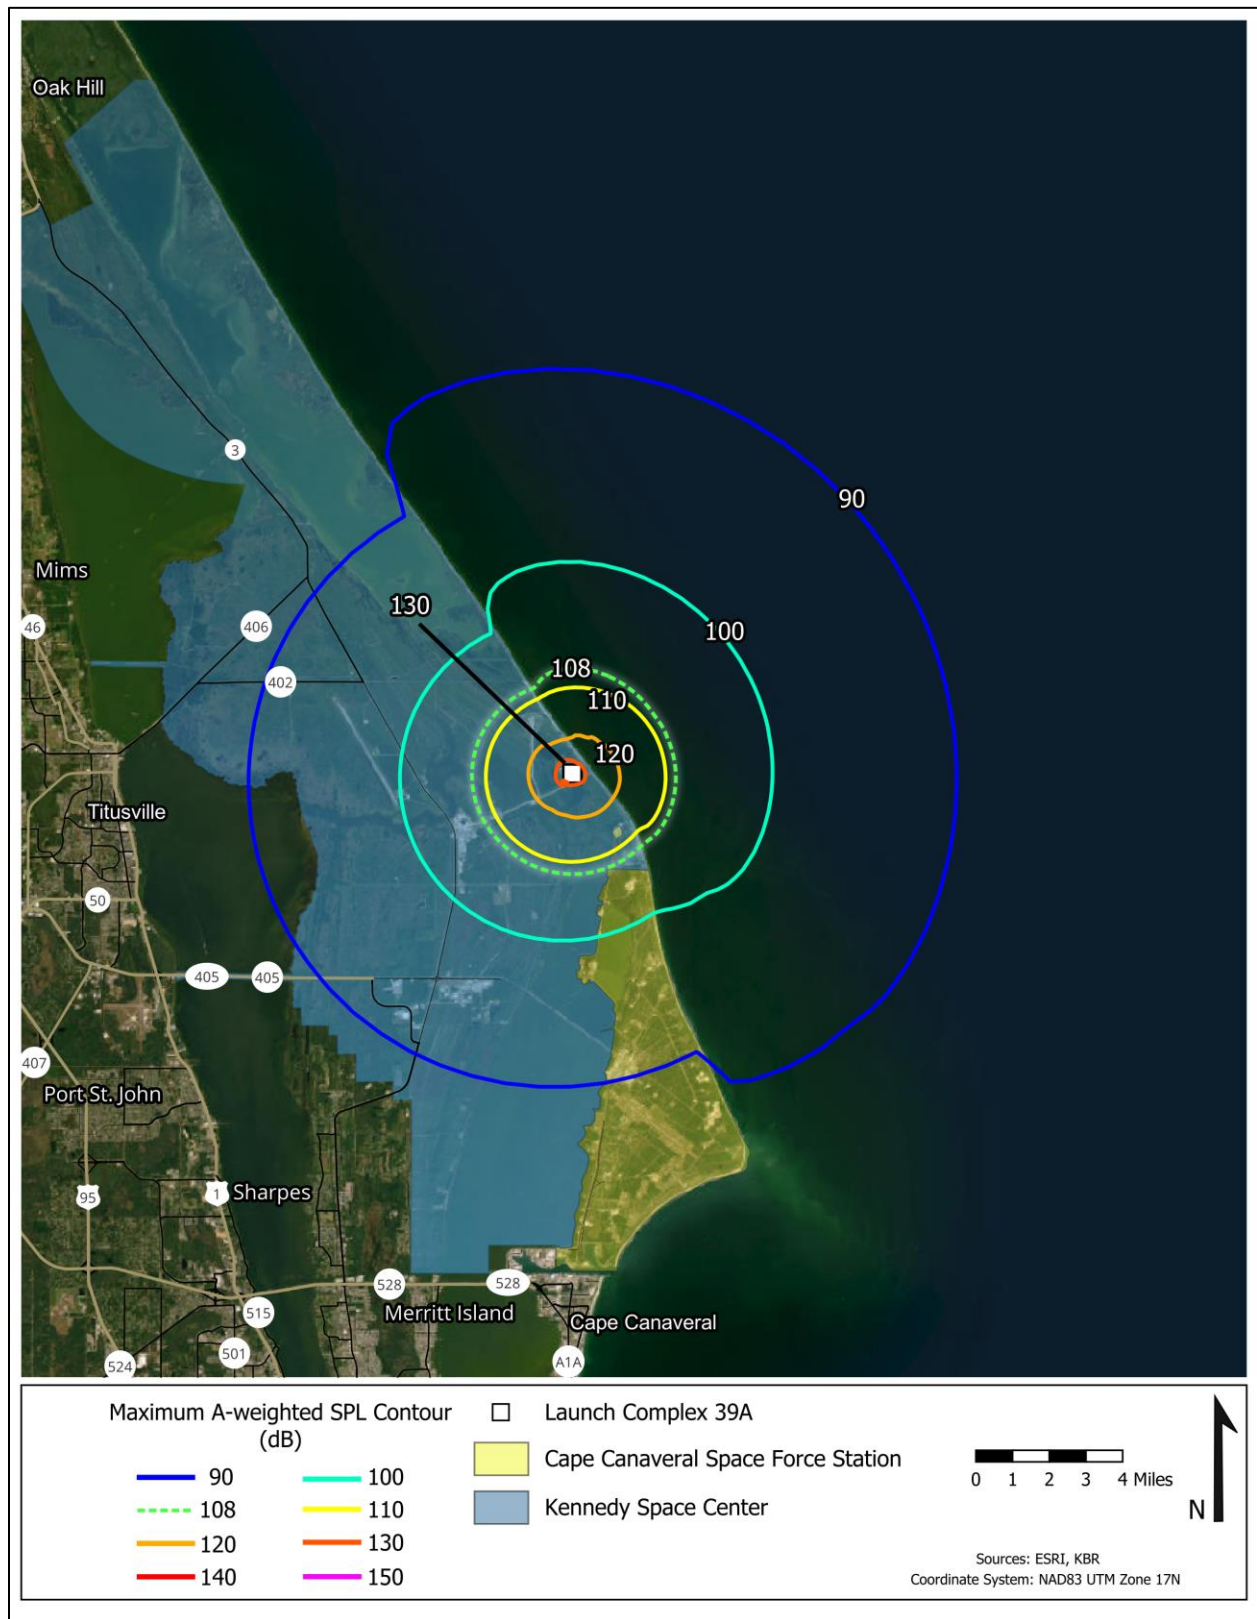 Oak Hill
3
90
Mims
130
46
406
100
108
402
110
120
Titusville
50
405
405
407
Port St. John
95
1
Sharpes
528
528
515
Merritt Island
Cape Canaveral
501
524
A1A
Maximum A-weighted SPL Contour
(dB)
90
100
108
110
120
130
140
150
Launch Complex 39A
Cape Canaveral Space Force Station
Kennedy Space Center
0 1 2 3 4 Miles
N
Sources: ESRI, KBR
Coordinate System: NAD83 UTM Zone 17N